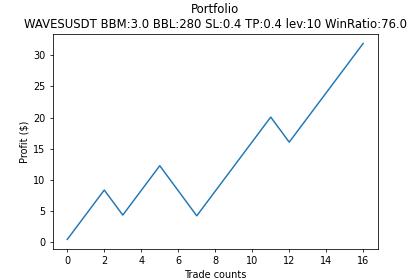 Portfolio
WAVESUSDT BBM:3.0 BBL:280 SL:0.4 TP:0.4 lev:10 WinRatio:76.0
Profit ($)
30
25
20
15
10
5
0
0 2 4 6 8 10 12 14 16
Trade counts